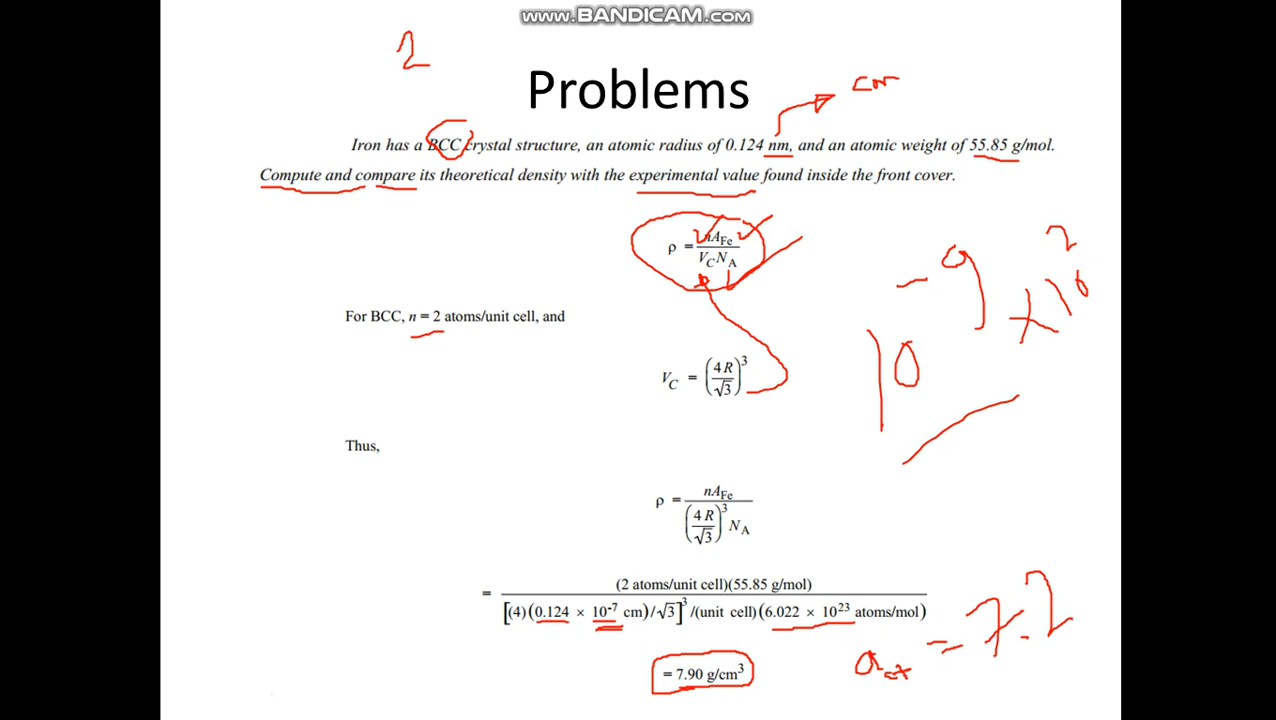 www.BANDICAM.com
2
Problems
cm
Iron has a BCC crystal structure, an atomic radius of 0.124 nm, and an atomic weight of 55.85 g/mol.
Compute and compare its theoretical density with the experimental value found inside the front cover.
ρ = nA_Fe / V_C N_A
10^-9 × 10^2
For BCC, n = 2 atoms/unit cell, and
V_C = (4R/√3)^3
Thus,
ρ = nA_Fe / (4R/√3)^3 N_A
= (2 atoms/unit cell)(55.85 g/mol) / [(4)(0.124 × 10^-7 cm)/√3]^3/(unit cell)(6.022 × 10^23 atoms/mol)
= 7.90 g/cm^3
= 7.2